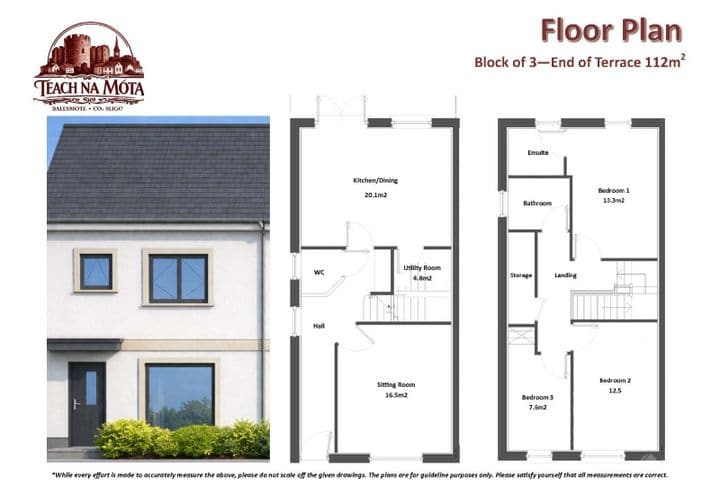 Floor Plan
Block of 3—End of Terrace 112m²
TEACH NA MÓTA
BALLYMOTE • CO. SLIGO
Kitchen/Dining
20.1m2
WC
Utility Room
4.8m2
Hall
Sitting Room
16.5m2
Ensuite
Bedroom 1
13.3m2
Bathroom
Storage
Landing
Bedroom 2
12.5
Bedroom 3
7.6m2
*While every effort is made to accurately measure the above, please do not scale off the given drawings. The plans are for guideline purposes only. Please satisfy yourself that all measurements are correct.